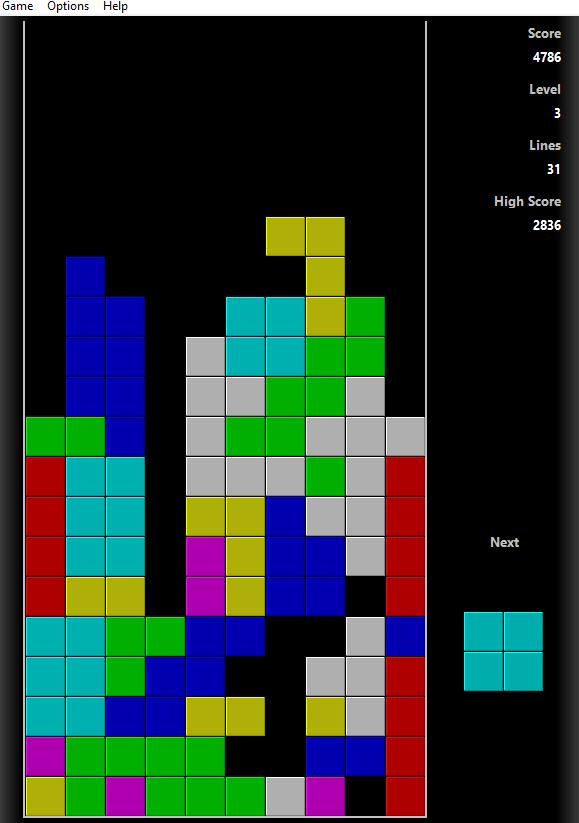 Game Options Help
Score
4786
Level
3
Lines
31
High Score
2836
Next